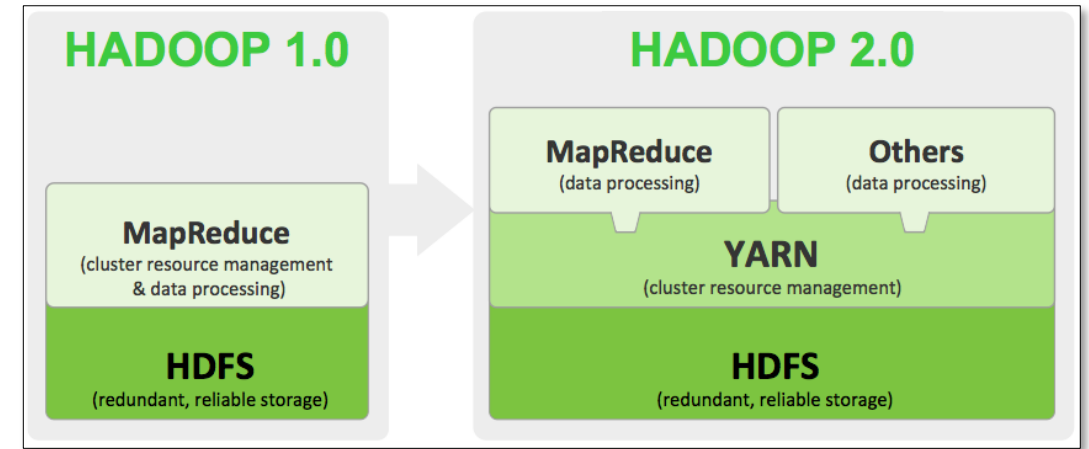 HADOOP 1.0
MapReduce
(cluster resource management
& data processing)
HDFS
(redundant, reliable storage)
HADOOP 2.0
MapReduce
(data processing)
Others
(data processing)
YARN
(cluster resource management)
HDFS
(redundant, reliable storage)